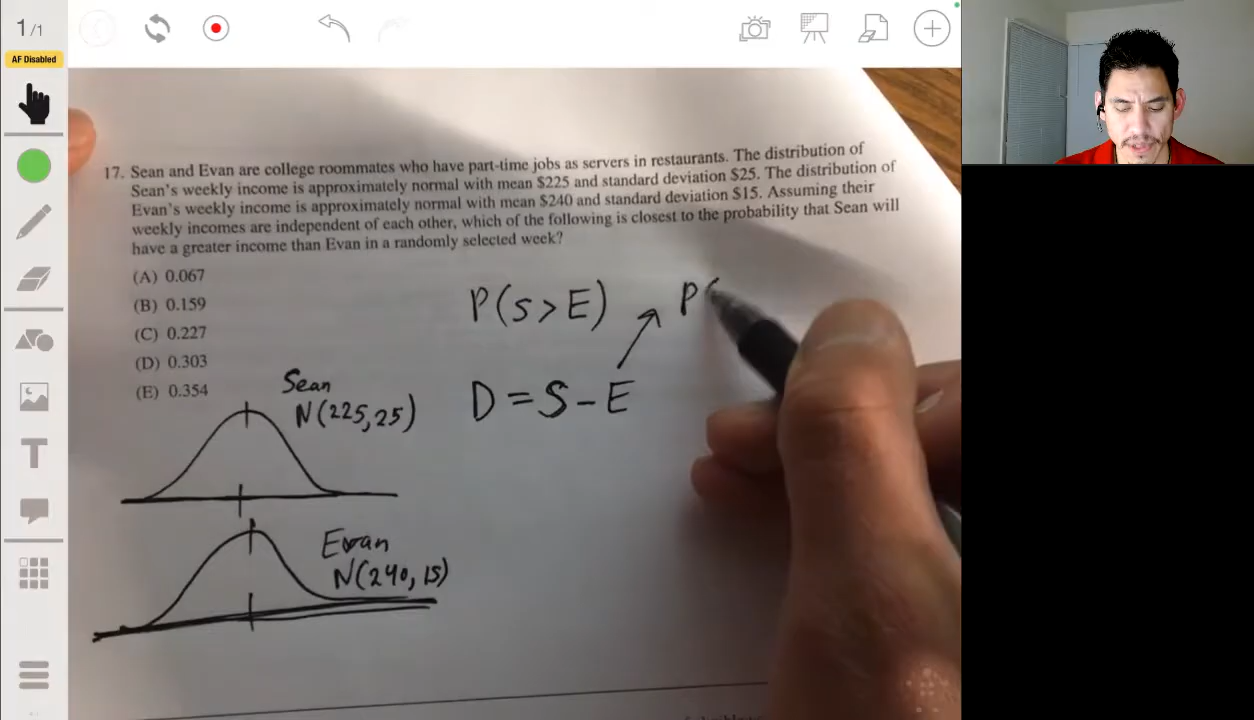 1/1
AF Disabled
17. Sean and Evan are college roommates who have part-time jobs as servers in restaurants. The distribution of
Sean's weekly income is approximately normal with mean $225 and standard deviation $25. The distribution of
Evan's weekly income is approximately normal with mean $240 and standard deviation $15. Assuming their
weekly incomes are independent of each other, which of the following is closest to the probability that Sean will
have a greater income than Evan in a randomly selected week?
(A) 0.067
(B) 0.159
(C) 0.227
(D) 0.303
(E) 0.354
P(S>E)
P(
D = S - E
Sean
N(225,25)
Evan
N(240,15)
T